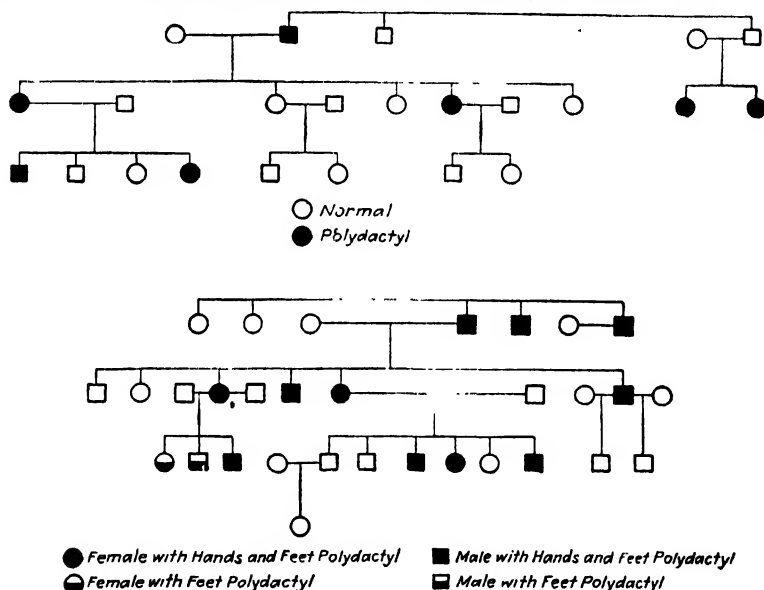 Normal
Polydactyl
Female with Hands and Feet Polydactyl
Male with Hands and Feet Polydactyl
Female with Feet Polydactyl
Male with Feet Polydactyl